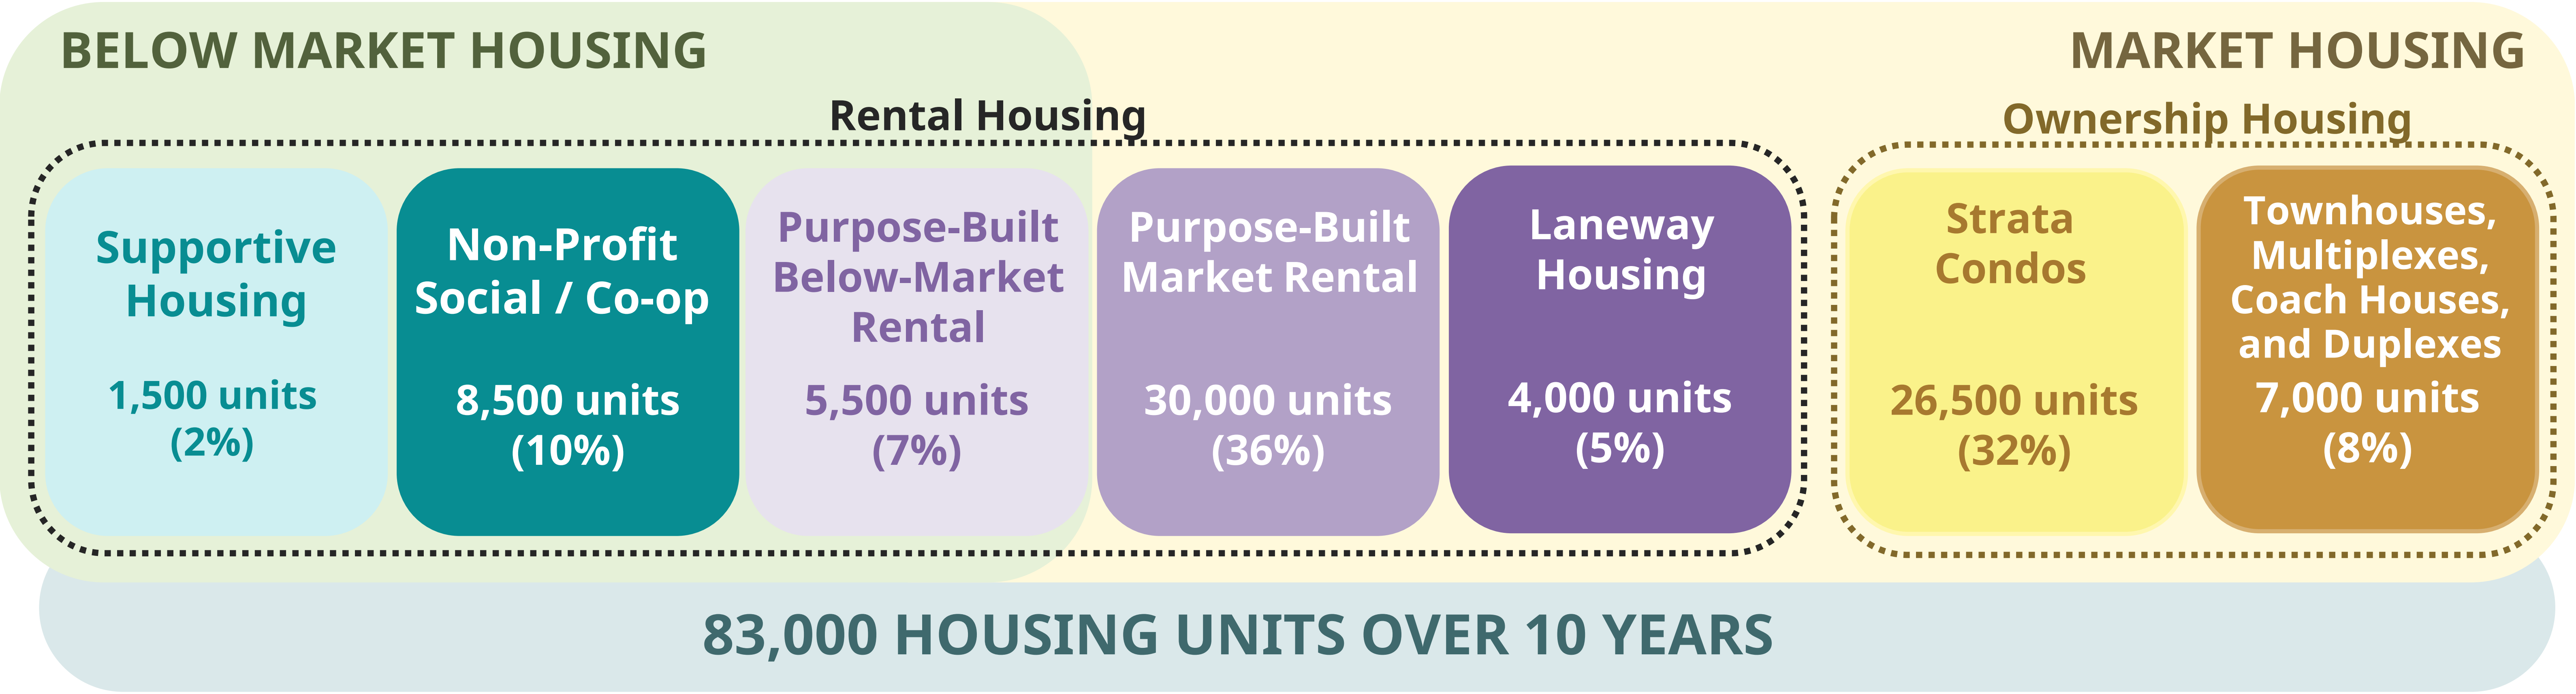 BELOW MARKET HOUSING
MARKET HOUSING
Rental Housing
Ownership Housing
Supportive
Housing
1,500 units
(2%)
Non-Profit
Social / Co-op
8,500 units
(10%)
Purpose-Built
Below-Market
Rental
5,500 units
(7%)
Purpose-Built
Market Rental
30,000 units
(36%)
Laneway
Housing
4,000 units
(5%)
Strata
Condos
26,500 units
(32%)
Townhouses,
Multiplexes,
Coach Houses,
and Duplexes
7,000 units
(8%)
83,000 HOUSING UNITS OVER 10 YEARS